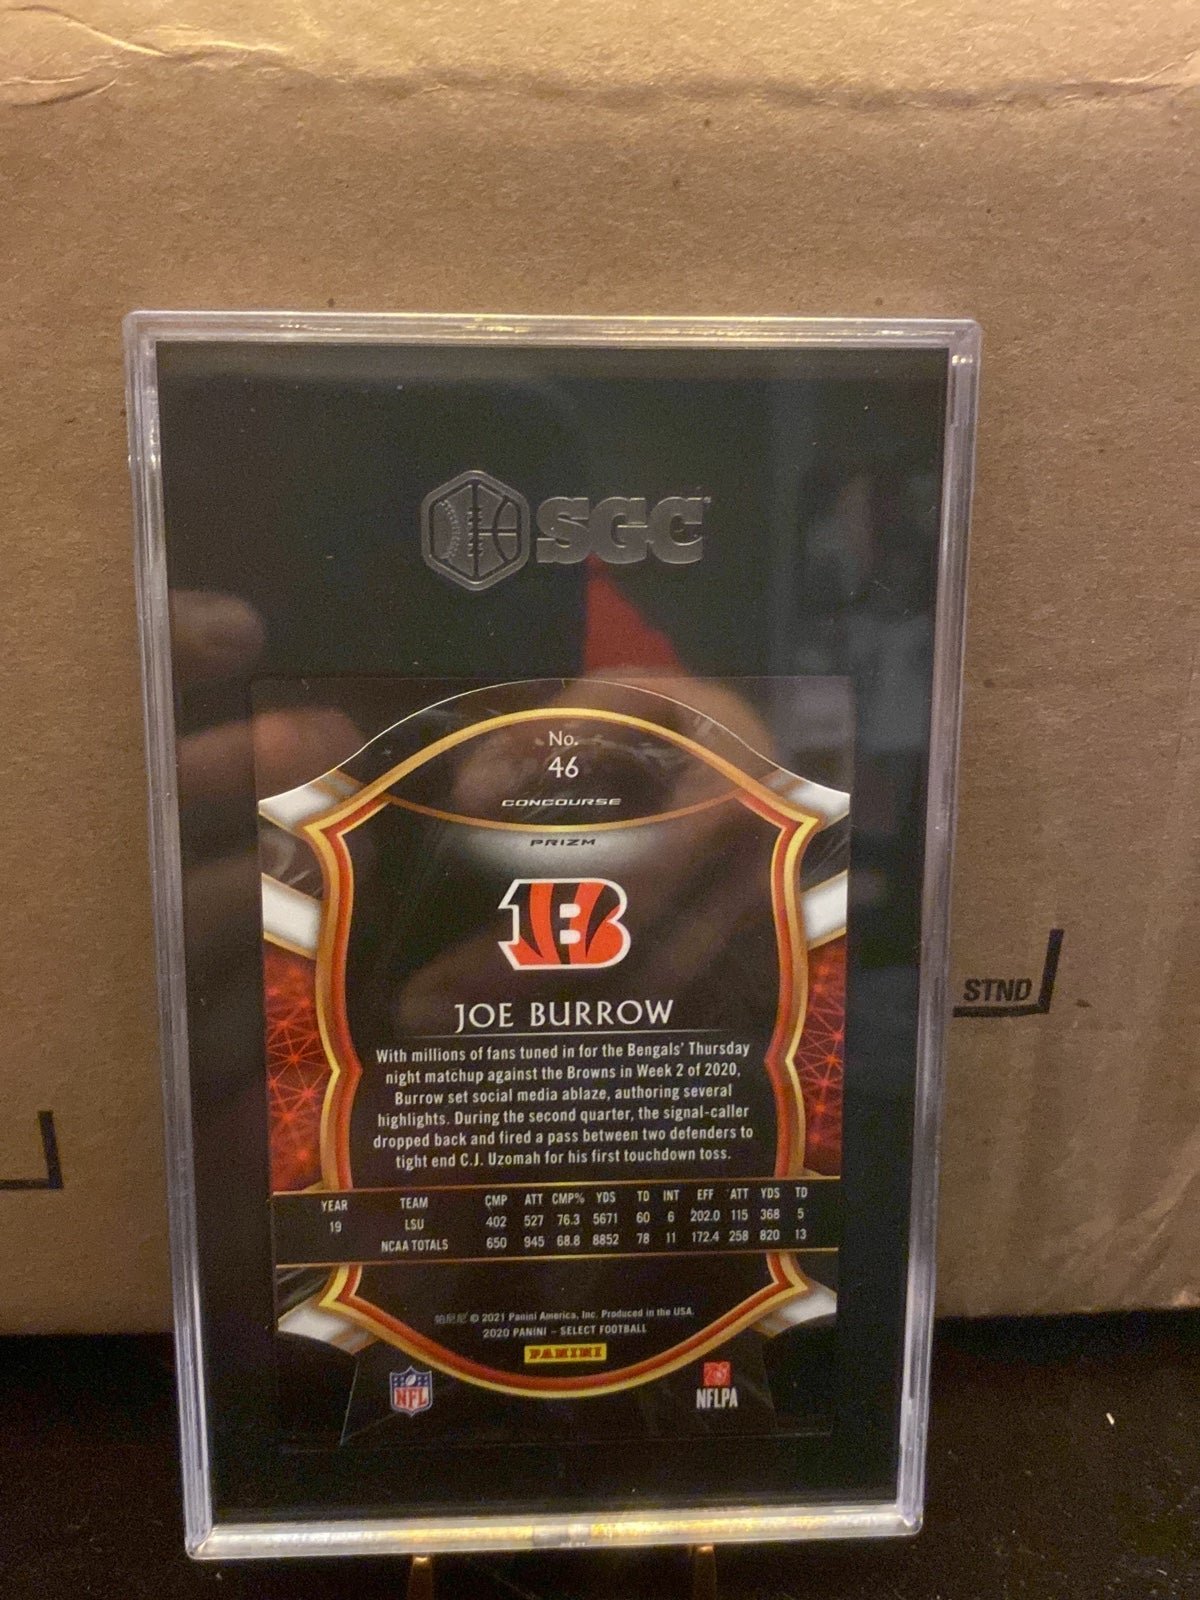 SGC
No.
46
CONCOURSE
PRIZM
B
JOE BURROW
With millions of fans tuned in for the Bengals' Thursday
night matchup against the Browns in Week 2 of 2020,
Burrow set social media ablaze, authoring several
highlights. During the second quarter, the signal-caller
dropped back and fired a pass between two defenders to
tight end C.J. Uzomah for his first touchdown toss.
YEAR TEAM CMP ATT CMP% YDS TD INT EFF ATT YDS TD
19 LSU 402 527 76.3 5671 60 6 202.0 115 368 5
NCAA TOTALS 650 945 68.8 8852 78 11 172.4 258 820 13
帕尼尼 © 2021 Panini America, Inc. Produced in the USA.
2020 PANINI – SELECT FOOTBALL
PANINI
NFL
NFLPA
STND